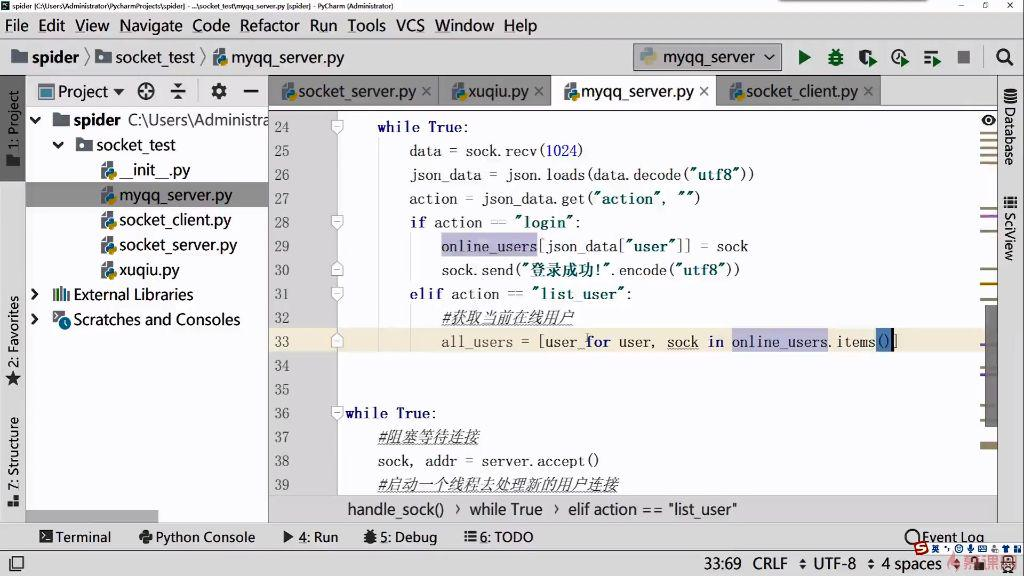 spider [C:\Users\Administrator\PycharmProjects\spider] - ...\socket_test\myqq_server.py [spider] - PyCharm (Administrator)
File Edit View Navigate Code Refactor Run Tools VCS Window Help
spider socket_test myqq_server.py myqq_server
1: Project
2: Favorites
7: Structure
Project
socket_server.py xuqiu.py myqq_server.py socket_client.py
spider C:\Users\Administra
socket_test
__init__.py
myqq_server.py
socket_client.py
socket_server.py
xuqiu.py
External Libraries
Scratches and Consoles
24 while True:
25 data = sock.recv(1024)
26 json_data = json.loads(data.decode("utf8"))
27 action = json_data.get("action", "")
28 if action == "login":
29 online_users[json_data["user"]] = sock
30 sock.send("登录成功!".encode("utf8"))
31 elif action == "list_user":
32 #获取当前在线用户
33 all_users = [user for user, sock in online_users.items()]
34
35
36 while True:
37 #阻塞等待连接
38 sock, addr = server.accept()
39 #启动一个线程去处理新的用户连接
handle_sock() › while True › elif action == "list_user"
Database
SciView
Terminal Python Console 4: Run 5: Debug 6: TODO Event Log
33:69 CRLF UTF-8 4 spaces
英
慕课网